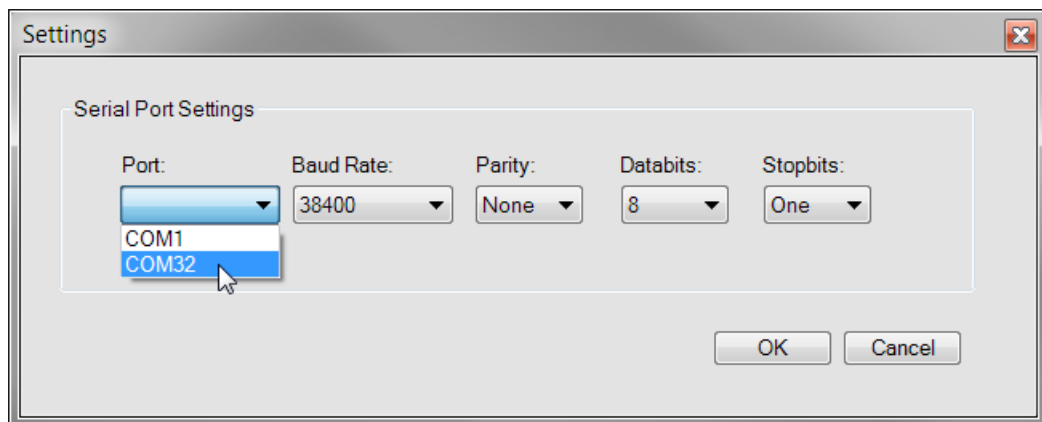 Settings
Serial Port Settings
Port: Baud Rate: Parity: Databits: Stopbits:
38400 None 8 One
COM1
COM32
OK Cancel